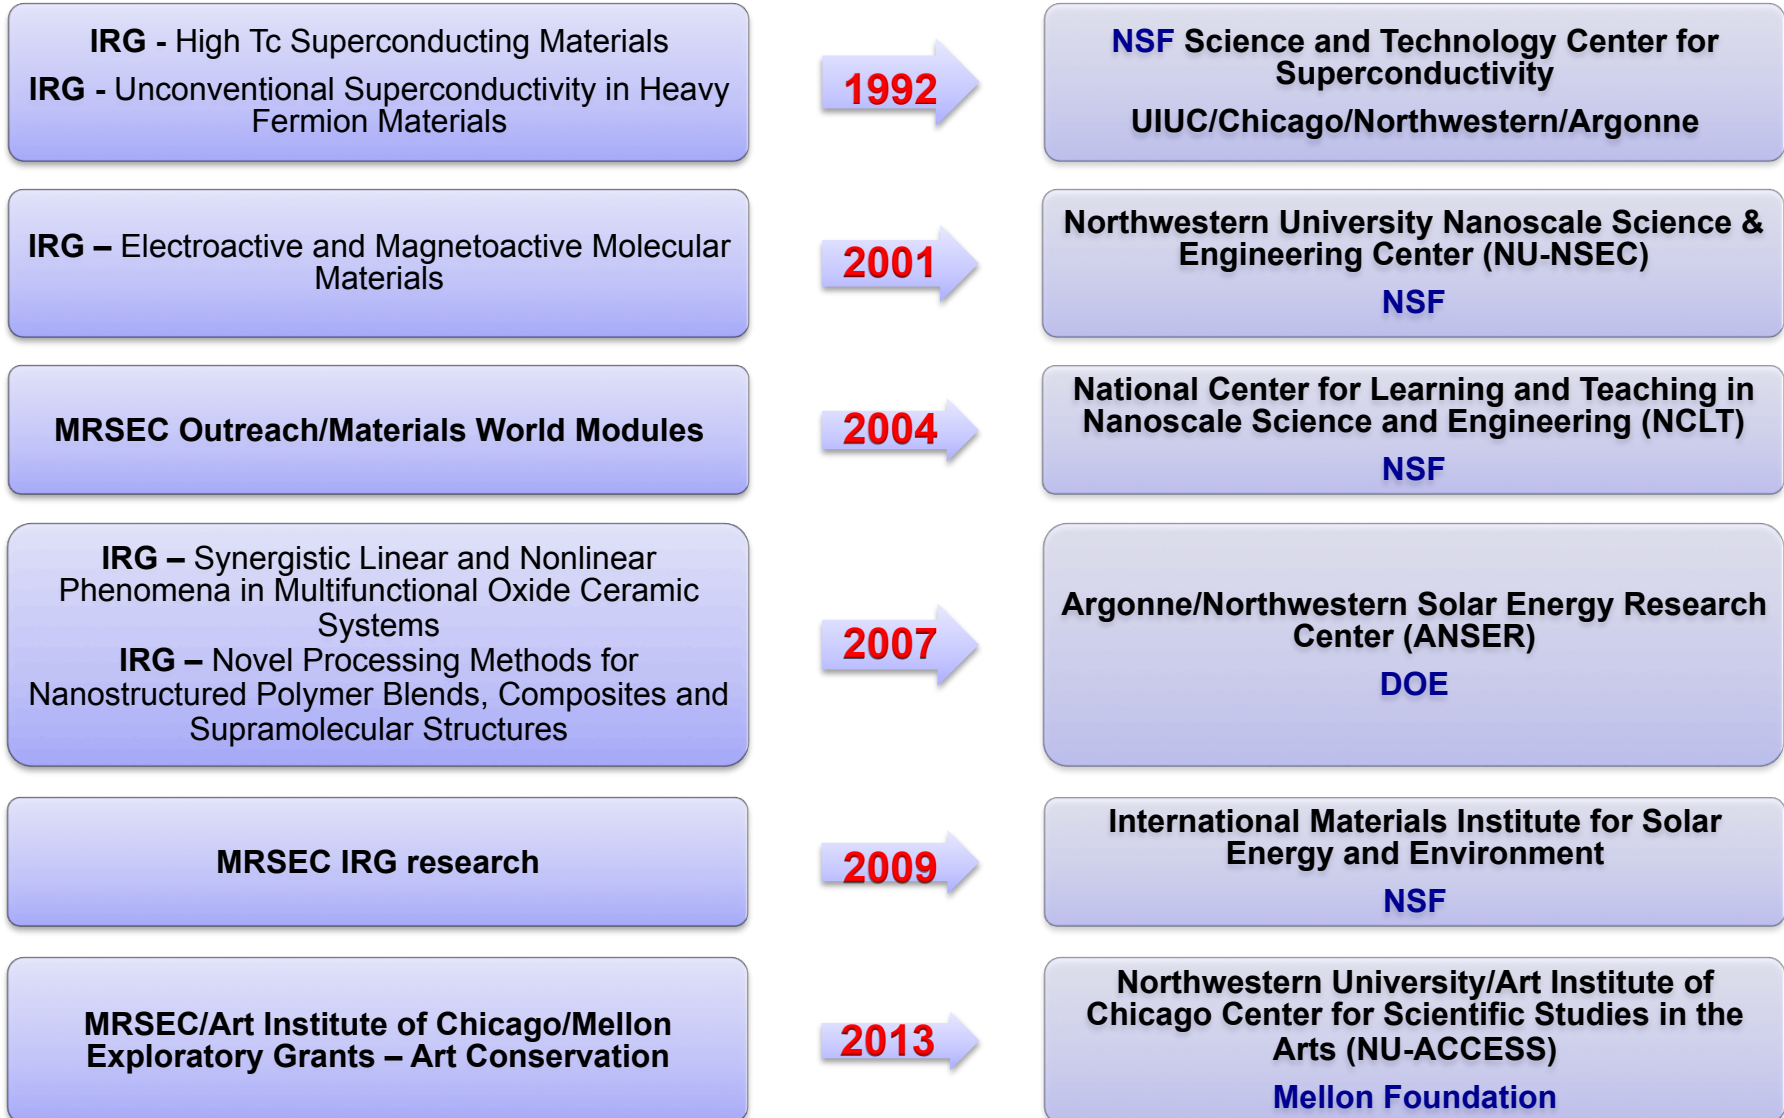 IRG - High Tc Superconducting Materials
IRG - Unconventional Superconductivity in Heavy
Fermion Materials
1992
NSF Science and Technology Center for
Superconductivity
UIUC/Chicago/Northwestern/Argonne
IRG – Electroactive and Magnetoactive Molecular
Materials
2001
Northwestern University Nanoscale Science &
Engineering Center (NU-NSEC)
NSF
MRSEC Outreach/Materials World Modules
2004
National Center for Learning and Teaching in
Nanoscale Science and Engineering (NCLT)
NSF
IRG – Synergistic Linear and Nonlinear
Phenomena in Multifunctional Oxide Ceramic
Systems
IRG – Novel Processing Methods for
Nanostructured Polymer Blends, Composites and
Supramolecular Structures
2007
Argonne/Northwestern Solar Energy Research
Center (ANSER)
DOE
MRSEC IRG research
2009
International Materials Institute for Solar
Energy and Environment
NSF
MRSEC/Art Institute of Chicago/Mellon
Exploratory Grants – Art Conservation
2013
Northwestern University/Art Institute of
Chicago Center for Scientific Studies in the
Arts (NU-ACCESS)
Mellon Foundation